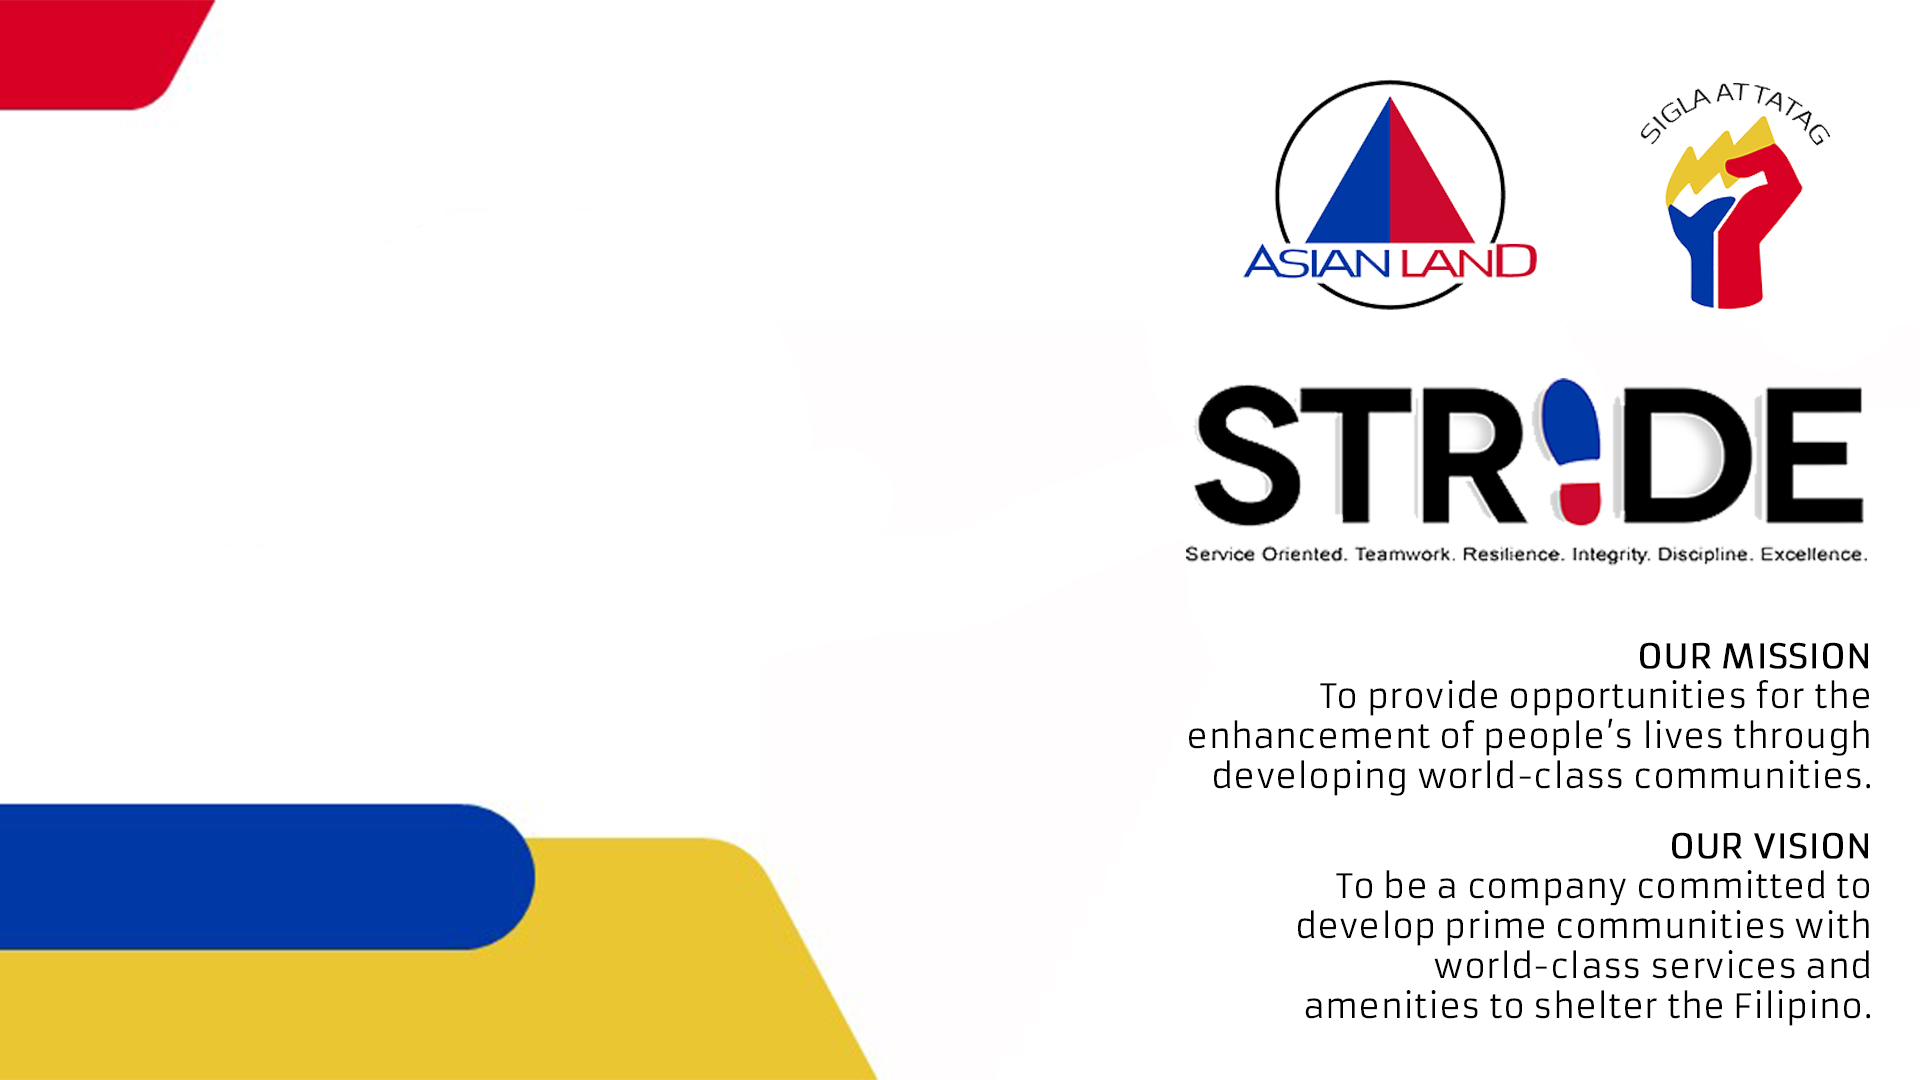 ASIAN LAND
SIGLA AT TATAG
STRIDE
Service Oriented. Teamwork. Resilience. Integrity. Discipline. Excellence.
OUR MISSION
To provide opportunities for the
enhancement of people’s lives through
developing world-class communities.
OUR VISION
To be a company committed to
develop prime communities with
world-class services and
amenities to shelter the Filipino.